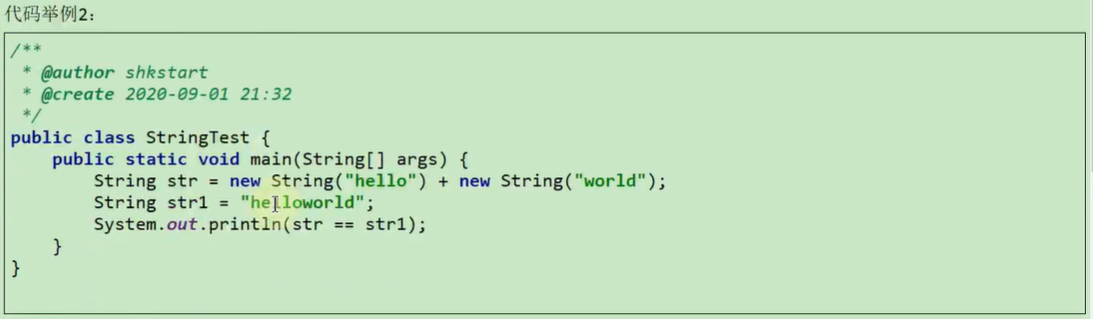 代码举例2：
/**
 * @author shkstart
 * @create 2020-09-01 21:32
 */
public class StringTest {
    public static void main(String[] args) {
        String str = new String("hello") + new String("world");
        String str1 = "helloworld";
        System.out.println(str == str1);
    }
}